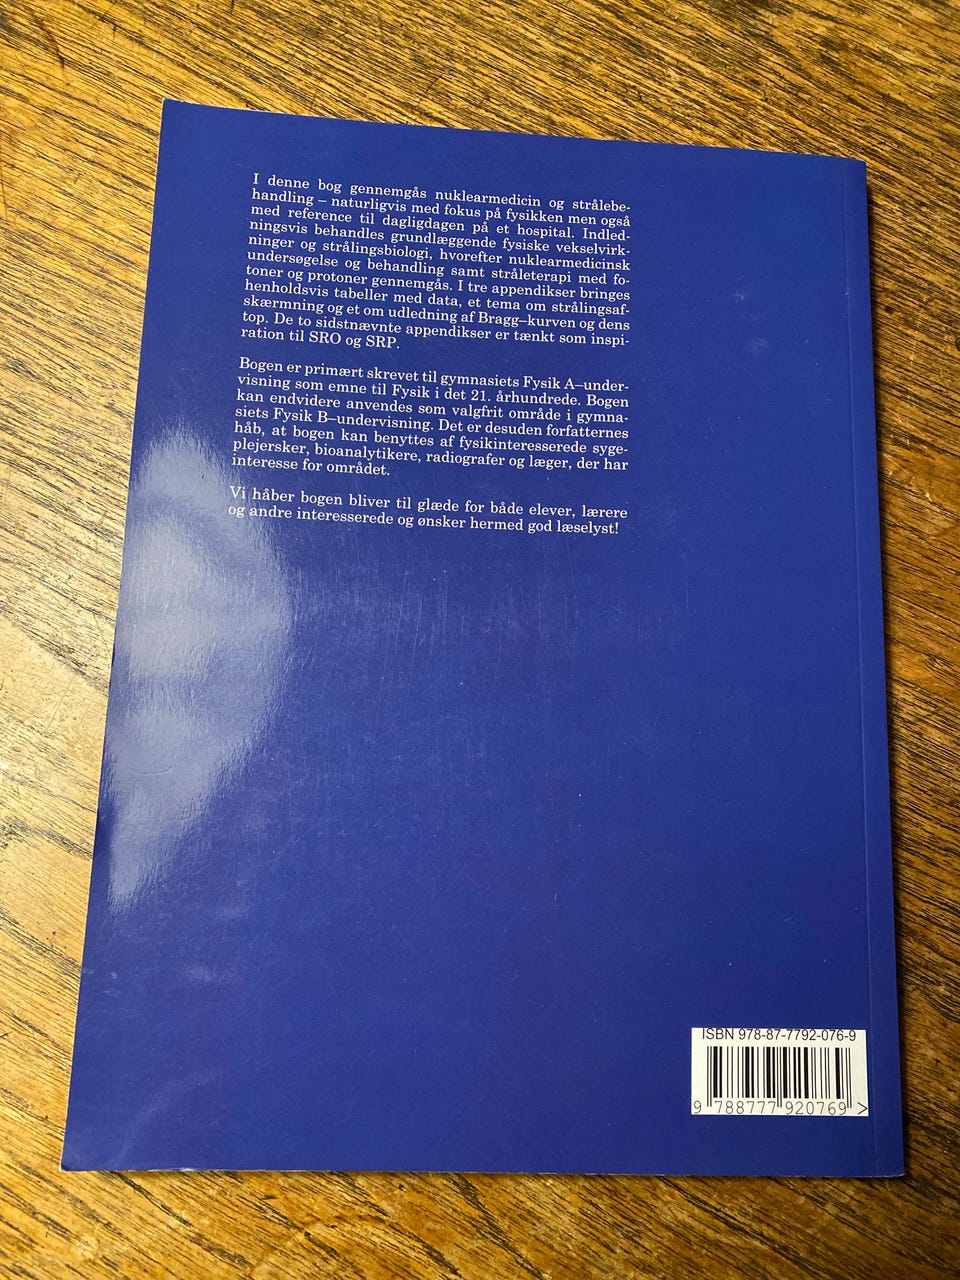 I denne bog gennemgås nuklearmedicin og strålebe-
handling – naturligvis med fokus på fysikken men også
med reference til dagligdagen på et hospital. Indled-
ningsvis behandles grundlæggende fysiske vekselvirk-
ninger og strålingsbiologi, hvorefter nuklearmedicinsk
undersøgelse og behandling samt stråleterapi med fo-
toner og protoner gennemgås. I tre appendikser bringes
henholdsvis tabeller med data, et tema om strålingsaf-
skærmning og et om udledning af Bragg–kurven og dens
top. De to sidstnævnte appendikser er tænkt som inspi-
ration til SRO og SRP.
Bogen er primært skrevet til gymnasiets Fysik A–under-
visning som emne til Fysik i det 21. århundrede. Bogen
kan endvidere anvendes som valgfrit område i gymna-
siets Fysik B–undervisning. Det er desuden forfatternes
håb, at bogen kan benyttes af fysikinteresserede syge-
plejersker, bioanalytikere, radiografer og læger, der har
interesse for området.
Vi håber bogen bliver til glæde for både elever, lærere
og andre interesserede og ønsker hermed god læselyst!
ISBN 978-87-7792-076-9
9 788777 920769 >